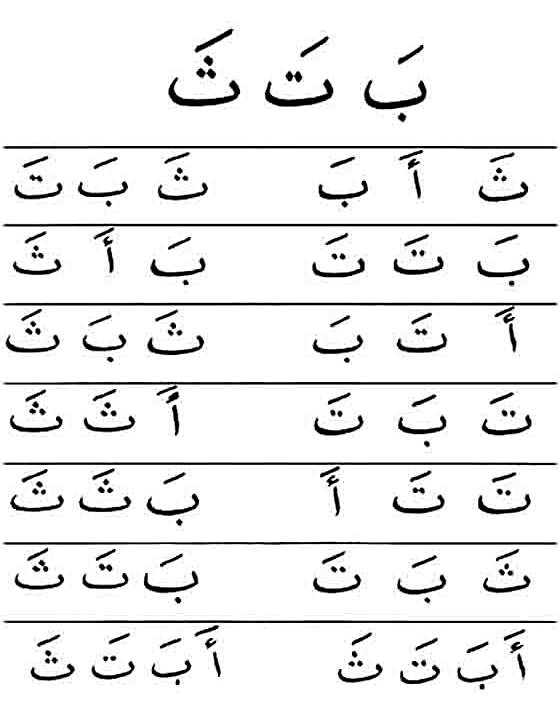 بَ تَ ثَ
ثَ أَ بَ ثَ بَ تَ
بَ تَ تَ بَ أَ ثَ
أَ تَ بَ ثَ بَ ثَ
تَ بَ تَ أَ ثَ ثَ
تَ تَ أَ بَ ثَ ثَ
ثَ بَ تَ بَ تَ ثَ
أَ بَ تَ ثَ أَ بَ تَ ثَ